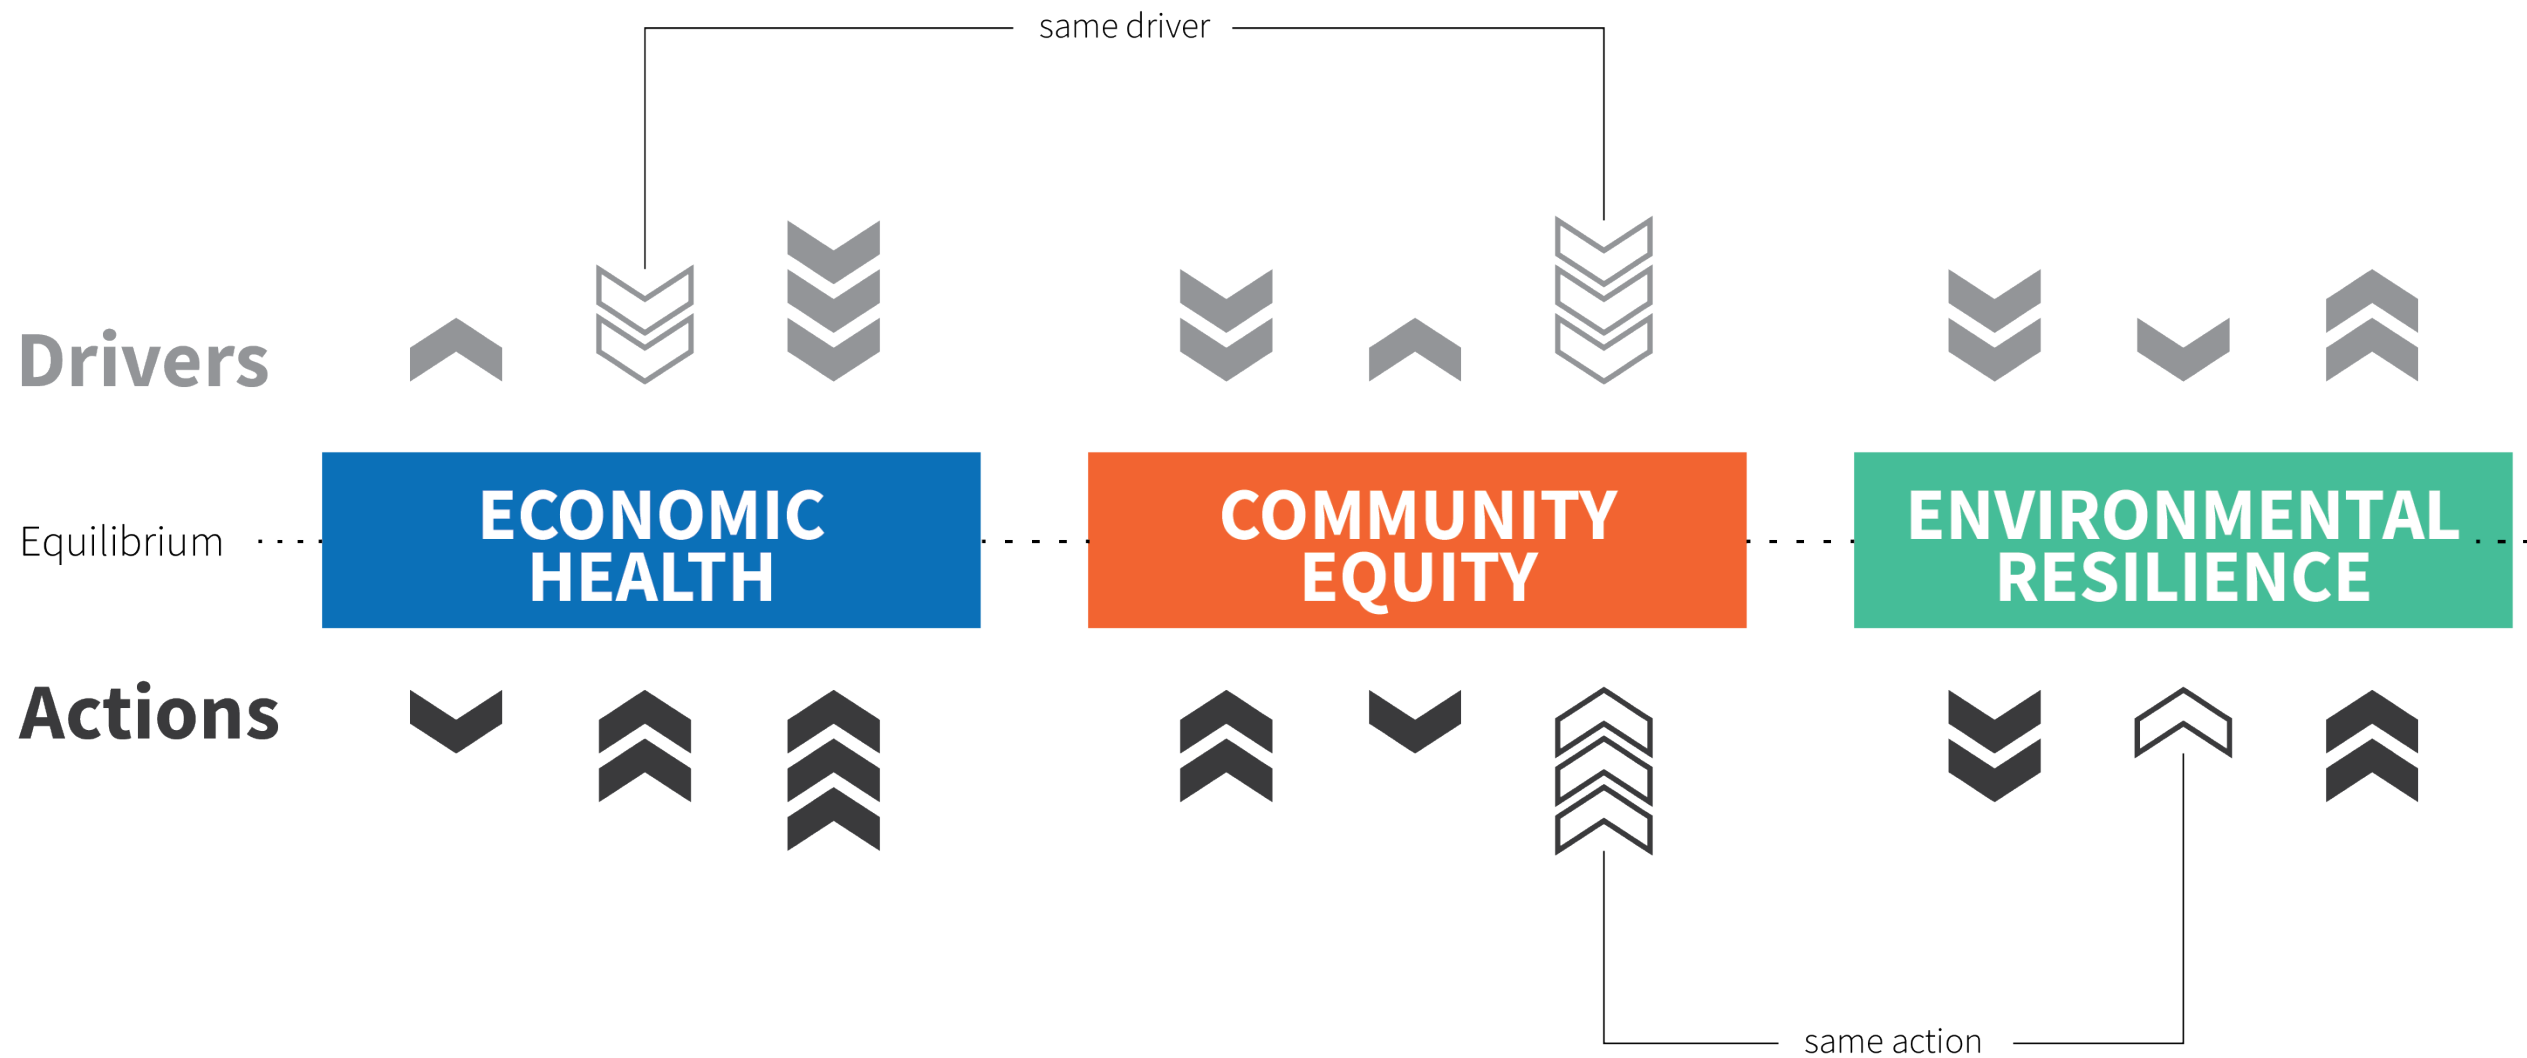 same driver
Drivers
Equilibrium
ECONOMIC
HEALTH
COMMUNITY
EQUITY
ENVIRONMENTAL
RESILIENCE
Actions
same action